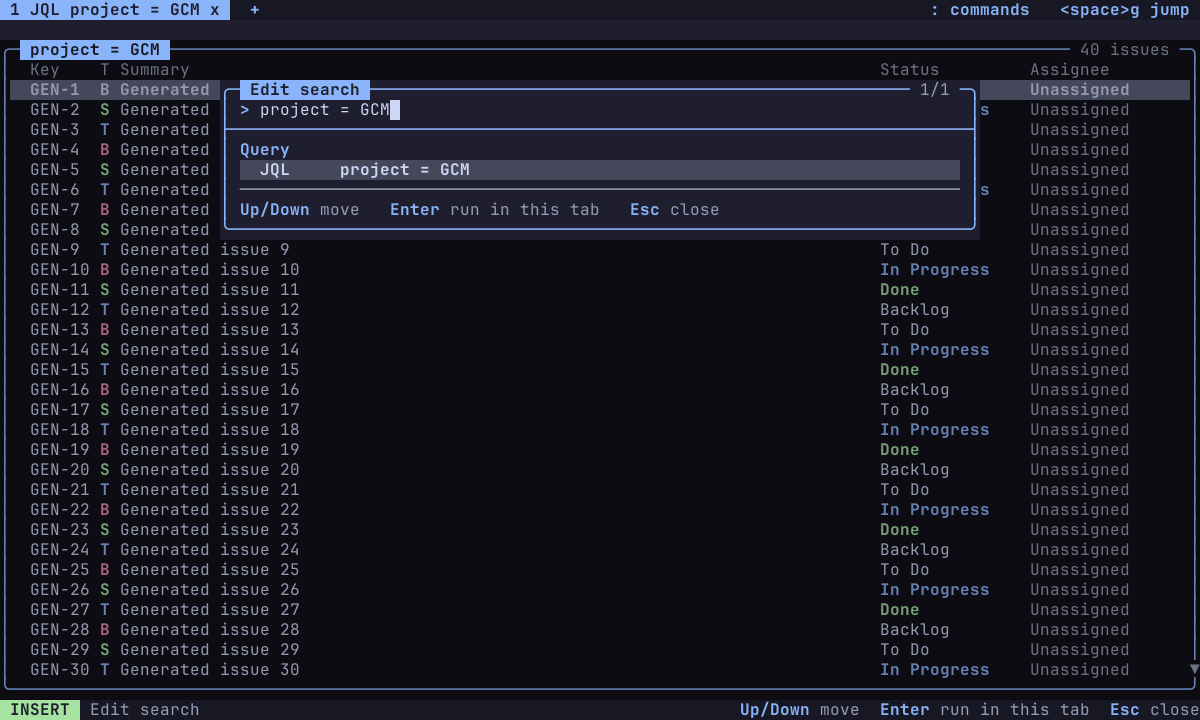 1 JQL project = GCM x + : commands <space>g jump
project = GCM 40 issues
Key T Summary Status Assignee
GEN-1 B Generated Unassigned
Edit search 1/1
GEN-2 S Generated > project = GCM s Unassigned
GEN-3 T Generated Unassigned
GEN-4 B Generated Query Unassigned
GEN-5 S Generated JQL project = GCM Unassigned
GEN-6 T Generated s Unassigned
GEN-7 B Generated Up/Down move Enter run in this tab Esc close Unassigned
GEN-8 S Generated Unassigned
GEN-9 T Generated issue 9 To Do Unassigned
GEN-10 B Generated issue 10 In Progress Unassigned
GEN-11 S Generated issue 11 Done Unassigned
GEN-12 T Generated issue 12 Backlog Unassigned
GEN-13 B Generated issue 13 To Do Unassigned
GEN-14 S Generated issue 14 In Progress Unassigned
GEN-15 T Generated issue 15 Done Unassigned
GEN-16 B Generated issue 16 Backlog Unassigned
GEN-17 S Generated issue 17 To Do Unassigned
GEN-18 T Generated issue 18 In Progress Unassigned
GEN-19 B Generated issue 19 Done Unassigned
GEN-20 S Generated issue 20 Backlog Unassigned
GEN-21 T Generated issue 21 To Do Unassigned
GEN-22 B Generated issue 22 In Progress Unassigned
GEN-23 S Generated issue 23 Done Unassigned
GEN-24 T Generated issue 24 Backlog Unassigned
GEN-25 B Generated issue 25 To Do Unassigned
GEN-26 S Generated issue 26 In Progress Unassigned
GEN-27 T Generated issue 27 Done Unassigned
GEN-28 B Generated issue 28 Backlog Unassigned
GEN-29 S Generated issue 29 To Do Unassigned
GEN-30 T Generated issue 30 In Progress Unassigned
INSERT Edit search Up/Down move Enter run in this tab Esc close